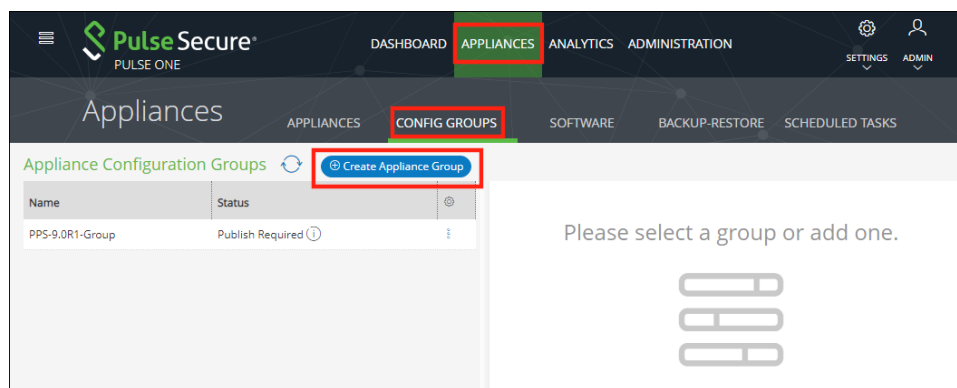 Pulse Secure®
PULSE ONE
DASHBOARD APPLIANCES ANALYTICS ADMINISTRATION
SETTINGS ADMIN
Appliances
APPLIANCES CONFIG GROUPS SOFTWARE BACKUP-RESTORE SCHEDULED TASKS
Appliance Configuration Groups Create Appliance Group
Name Status
PPS-9.0R1-Group Publish Required
Please select a group or add one.